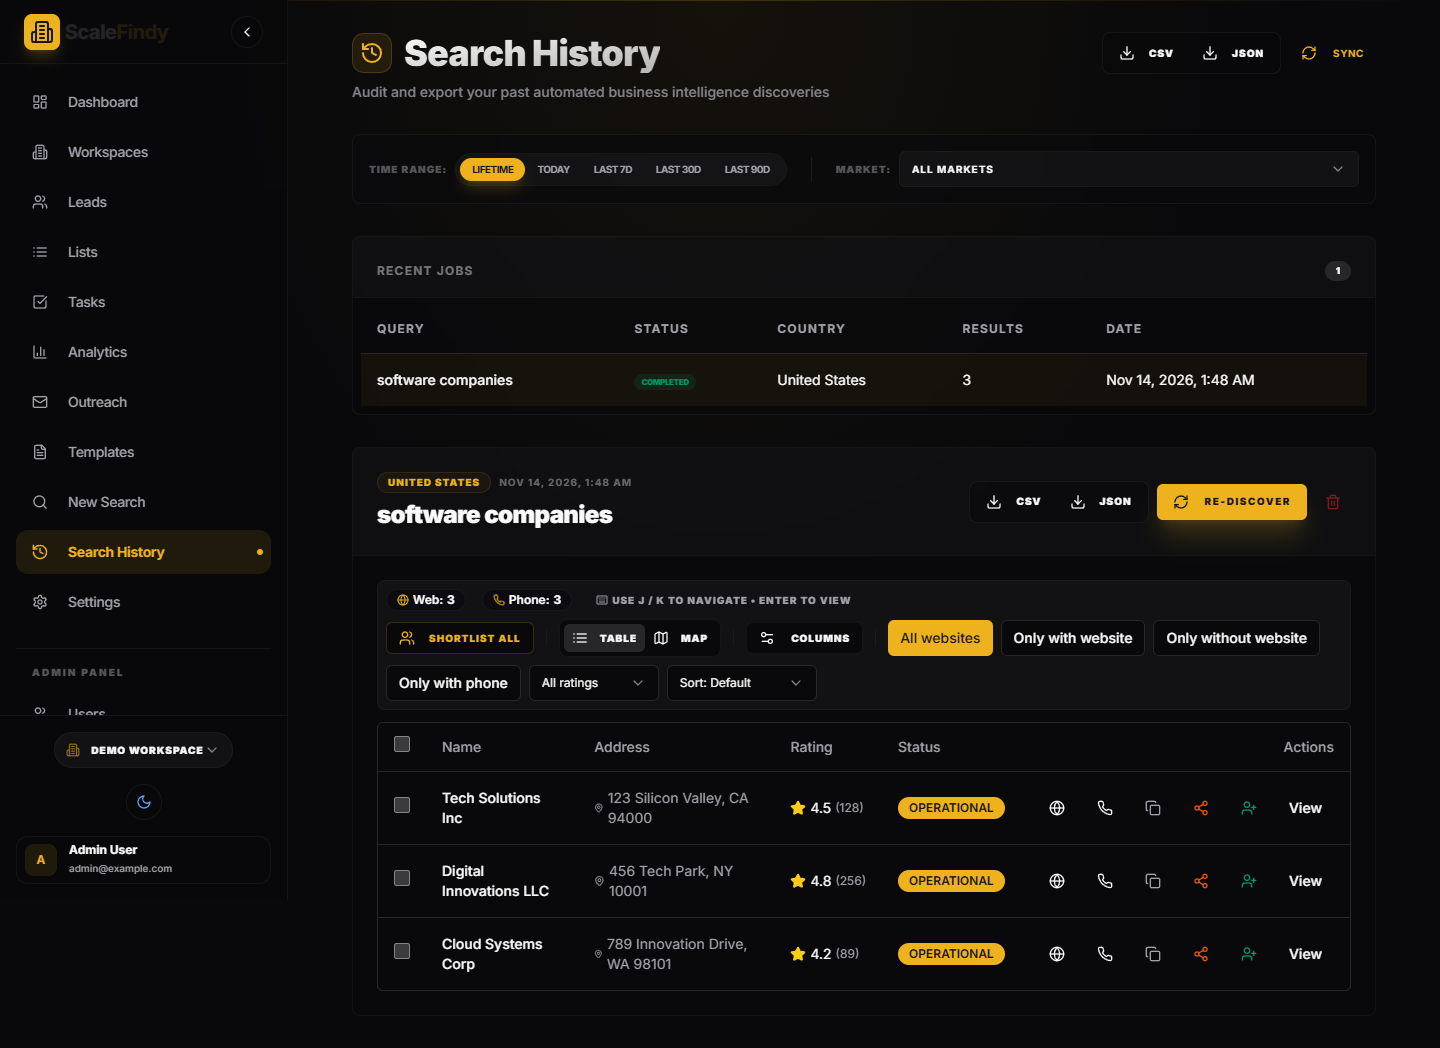 ScaleFindy
Dashboard
Workspaces
Leads
Lists
Tasks
Analytics
Outreach
Templates
New Search
Search History
Settings
ADMIN PANEL
Users
DEMO WORKSPACE
A
Admin User
admin@example.com
Search History
Audit and export your past automated business intelligence discoveries
CSV JSON SYNC
TIME RANGE: LIFETIME TODAY LAST 7D LAST 30D LAST 90D MARKET: ALL MARKETS
RECENT JOBS 1
QUERY STATUS COUNTRY RESULTS DATE
software companies COMPLETED United States 3 Nov 14, 2026, 1:48 AM
UNITED STATES NOV 14, 2026, 1:48 AM
software companies
CSV JSON RE-DISCOVER
Web: 3 Phone: 3 USE J / K TO NAVIGATE • ENTER TO VIEW
SHORTLIST ALL TABLE MAP COLUMNS All websites Only with website Only without website
Only with phone All ratings Sort: Default
Name Address Rating Status Actions
Tech Solutions
Inc
123 Silicon Valley, CA
94000
4.5 (128) OPERATIONAL View
Digital
Innovations LLC
456 Tech Park, NY
10001
4.8 (256) OPERATIONAL View
Cloud Systems
Corp
789 Innovation Drive,
WA 98101
4.2 (89) OPERATIONAL View